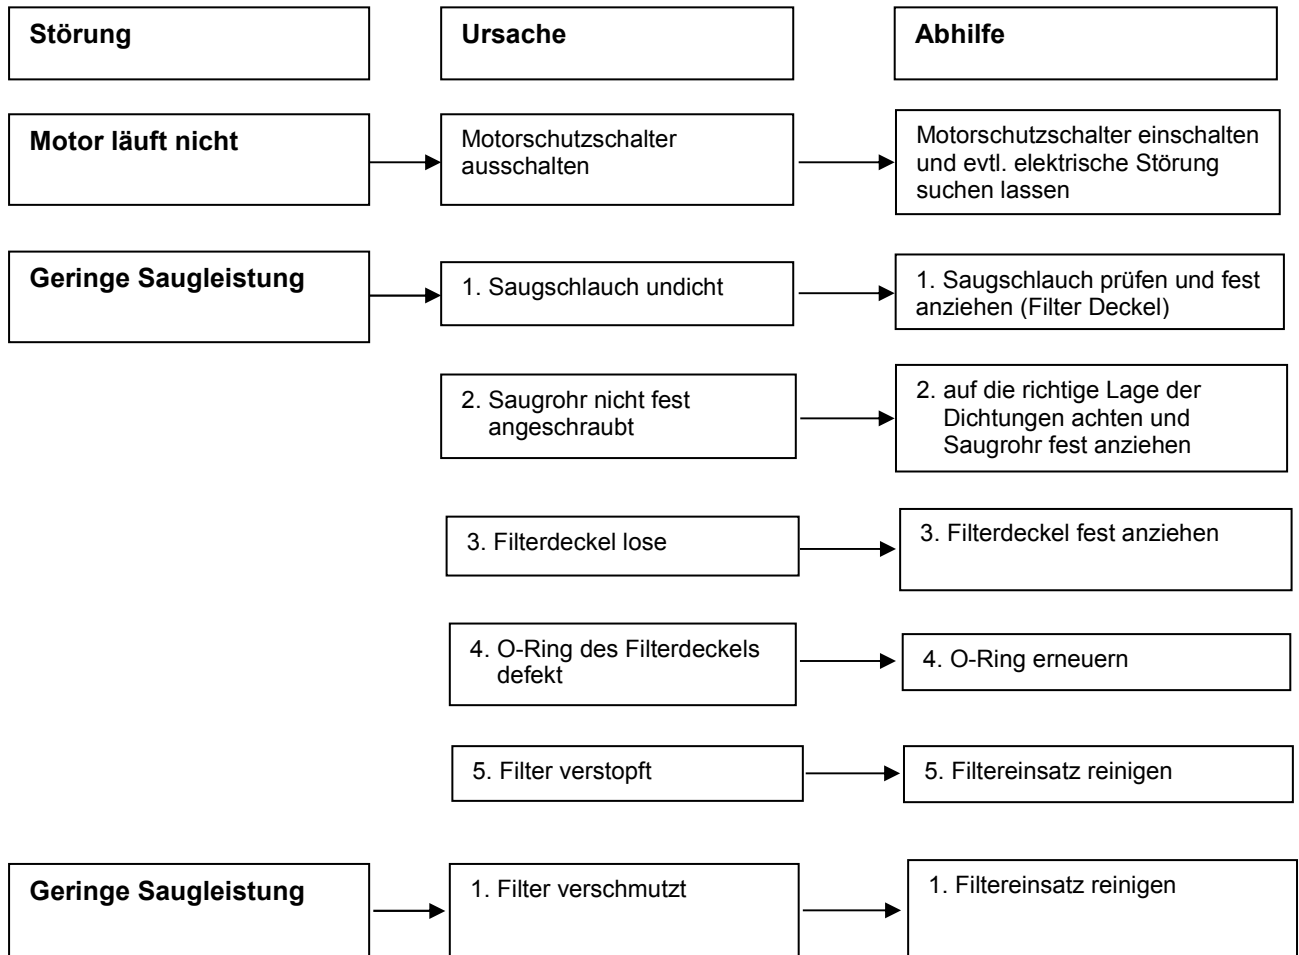 Störung
Ursache
Abhilfe
Motor läuft nicht
Motorschutzschalter
ausschalten
Motorschutzschalter einschalten
und evtl. elektrische Störung
suchen lassen
Geringe Saugleistung
1. Saugschlauch undicht
1. Saugschlauch prüfen und fest
anziehen (Filter Deckel)
2. Saugrohr nicht fest
angeschraubt
2. auf die richtige Lage der
Dichtungen achten und
Saugrohr fest anziehen
3. Filterdeckel lose
3. Filterdeckel fest anziehen
4. O-Ring des Filterdeckels
defekt
4. O-Ring erneuern
5. Filter verstopft
5. Filtereinsatz reinigen
Geringe Saugleistung
1. Filter verschmutzt
1. Filtereinsatz reinigen